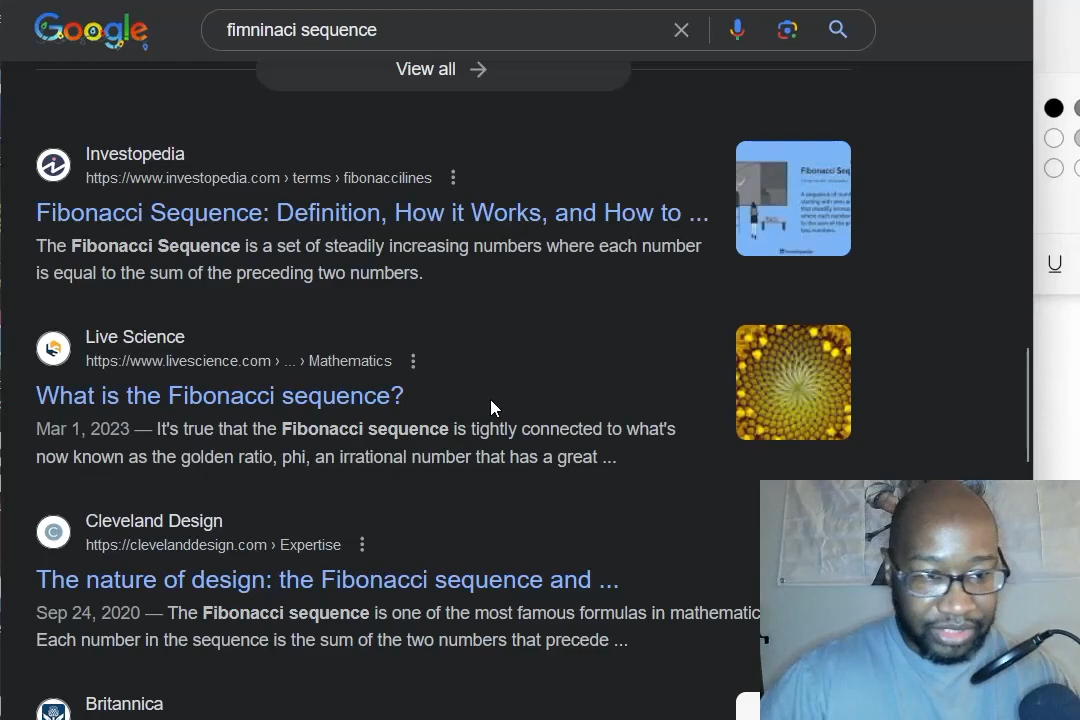 Google
fimninaci sequence
View all
Investopedia
https://www.investopedia.com › terms › fibonaccilines
Fibonacci Sequence: Definition, How it Works, and How to ...
The Fibonacci Sequence is a set of steadily increasing numbers where each number
is equal to the sum of the preceding two numbers.
Fibonacci Seq
Live Science
https://www.livescience.com › ... › Mathematics
What is the Fibonacci sequence?
Mar 1, 2023 — It's true that the Fibonacci sequence is tightly connected to what's
now known as the golden ratio, phi, an irrational number that has a great ...
Cleveland Design
https://clevelanddesign.com › Expertise
The nature of design: the Fibonacci sequence and ...
Sep 24, 2020 — The Fibonacci sequence is one of the most famous formulas in mathematic
Each number in the sequence is the sum of the two numbers that precede ...
Britannica
U